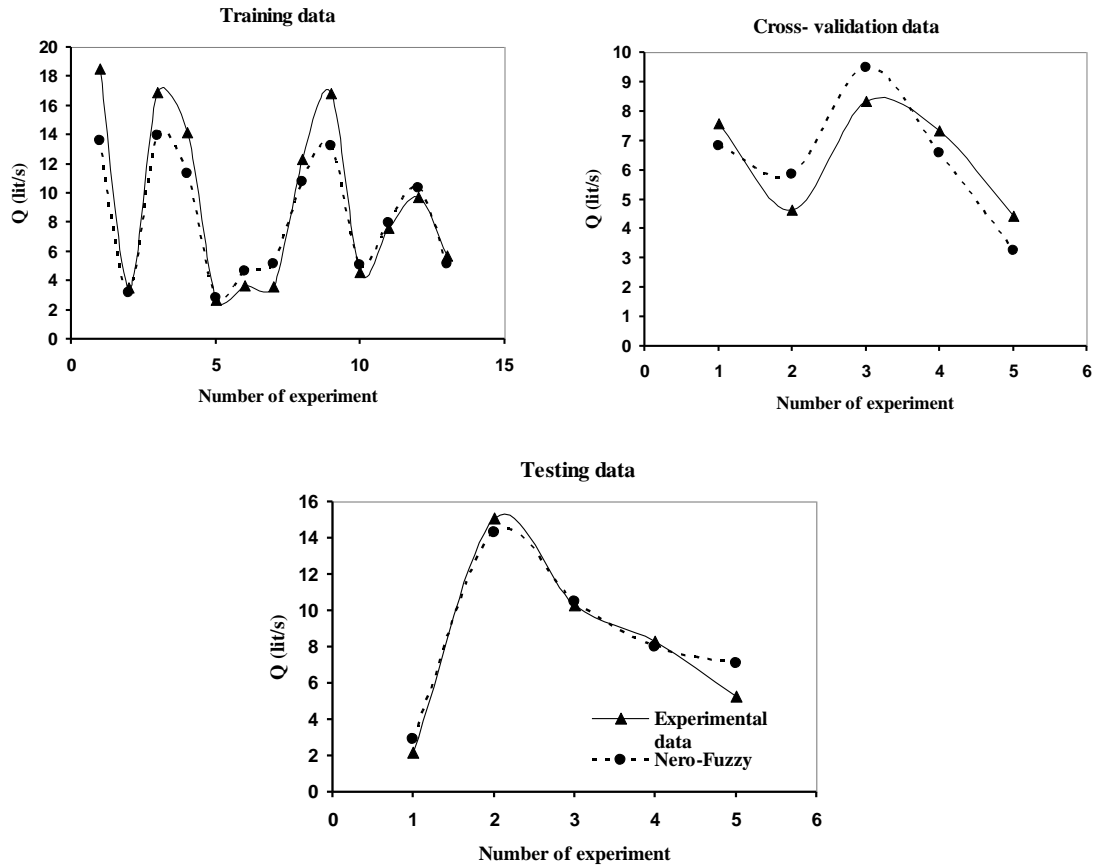 Training data
Q (lit/s)
20
18
16
14
12
10
8
6
4
2
0
0 5 10 15
Number of experiment
Cross- validation data
Q (lit/s)
10
9
8
7
6
5
4
3
2
1
0
0 1 2 3 4 5 6
Number of experiment
Testing data
Q (lit/s)
16
14
12
10
8
6
4
2
0
0 1 2 3 4 5 6
Number of experiment
Experimental
data
Nero-Fuzzy